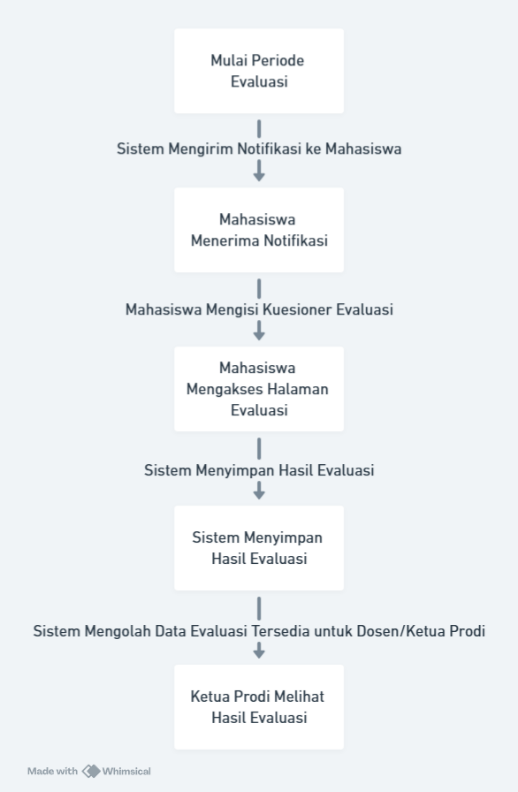 Mulai Periode
Evaluasi
Sistem Mengirim Notifikasi ke Mahasiswa
Mahasiswa
Menerima Notifikasi
Mahasiswa Mengisi Kuesioner Evaluasi
Mahasiswa
Mengakses Halaman
Evaluasi
Sistem Menyimpan Hasil Evaluasi
Sistem Menyimpan
Hasil Evaluasi
Sistem Mengolah Data Evaluasi Tersedia untuk Dosen/Ketua Prodi
Ketua Prodi Melihat
Hasil Evaluasi
Made with Whimsical